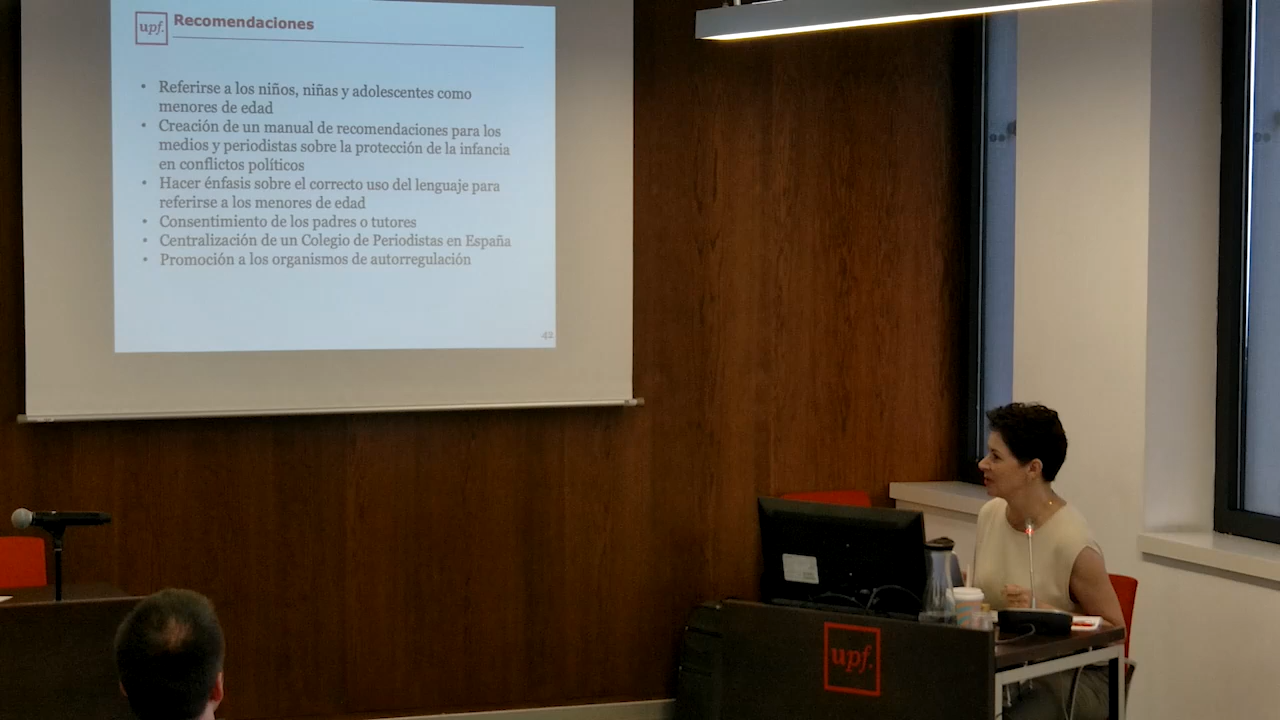 upf.
Recomendaciones
• Referirse a los niños, niñas y adolescentes como
menores de edad
• Creación de un manual de recomendaciones para los
medios y periodistas sobre la protección de la infancia
en conflictos políticos
• Hacer énfasis sobre el correcto uso del lenguaje para
referirse a los menores de edad
• Consentimiento de los padres o tutores
• Centralización de un Colegio de Periodistas en España
• Promoción a los organismos de autorregulación
42
upf.